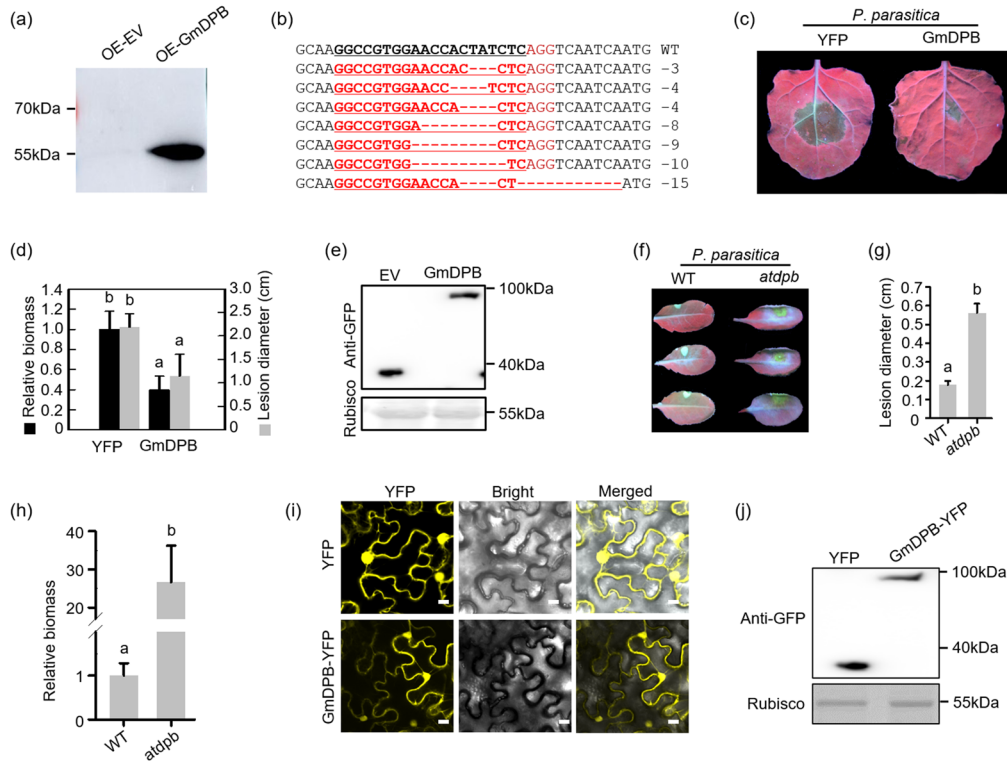 (a)
OE-EV
OE-GmDPB
70kDa
55kDa
(b)
GCAAGGCCGTGGAACCACTATCTCAGGTCAATCAATG WT
GCAAGGCCGTGGAACCAC---CTCAGGTCAATCAATG -3
GCAAGGCCGTGGAACC----TCTCAGGTCAATCAATG -4
GCAAGGCCGTGGAACCA----CTCAGGTCAATCAATG -4
GCAAGGCCGTGGA--------CTCAGGTCAATCAATG -8
GCAAGGCCGTGG---------CTCAGGTCAATCAATG -9
GCAAGGCCGTGG----------TCAGGTCAATCAATG -10
GCAAGGCCGTGGAACCA----CT-----------ATG -15
(c)
P. parasitica
YFP GmDPB
(d)
Relative biomass
1.4
1.2
1.0
0.8
0.6
0.4
0.2
0
b b
a a
3.0
2.5
2.0
1.5
1.0
0.5
0
Lesion diameter (cm)
YFP GmDPB
(e)
EV GmDPB
Anti-GFP
100kDa
40kDa
Rubisco
55kDa
(f)
P. parasitica
WT atdpb
(g)
Lesion diameter (cm)
0.7
0.6
0.5
0.4
0.3
0.2
0
a
b
WT
atdpb
(h)
Relative biomass
40
30
20
1
a
b
WT
atdpb
(i)
YFP Bright Merged
YFP
GmDPB-YFP
(j)
YFP
GmDPB-YFP
Anti-GFP
100kDa
40kDa
Rubisco
55kDa